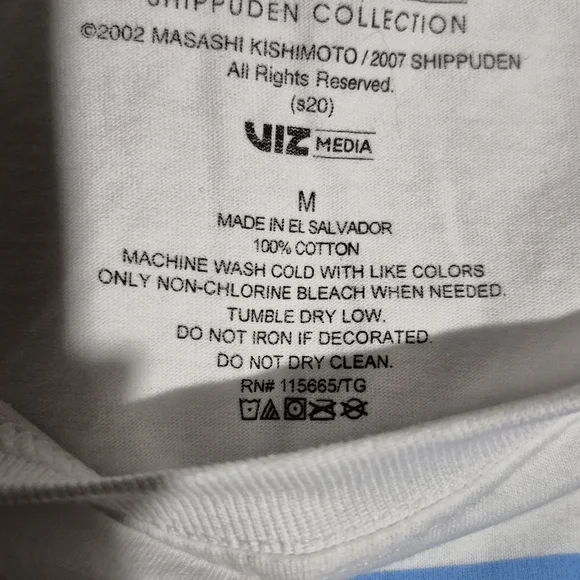 SHIPPUDEN COLLECTION
©2002 MASASHI KISHIMOTO / 2007 SHIPPUDEN
All Rights Reserved.
(s20)
VIZ MEDIA
M
MADE IN EL SALVADOR
100% COTTON
MACHINE WASH COLD WITH LIKE COLORS
ONLY NON-CHLORINE BLEACH WHEN NEEDED.
TUMBLE DRY LOW.
DO NOT IRON IF DECORATED.
DO NOT DRY CLEAN.
RN# 115665/TG